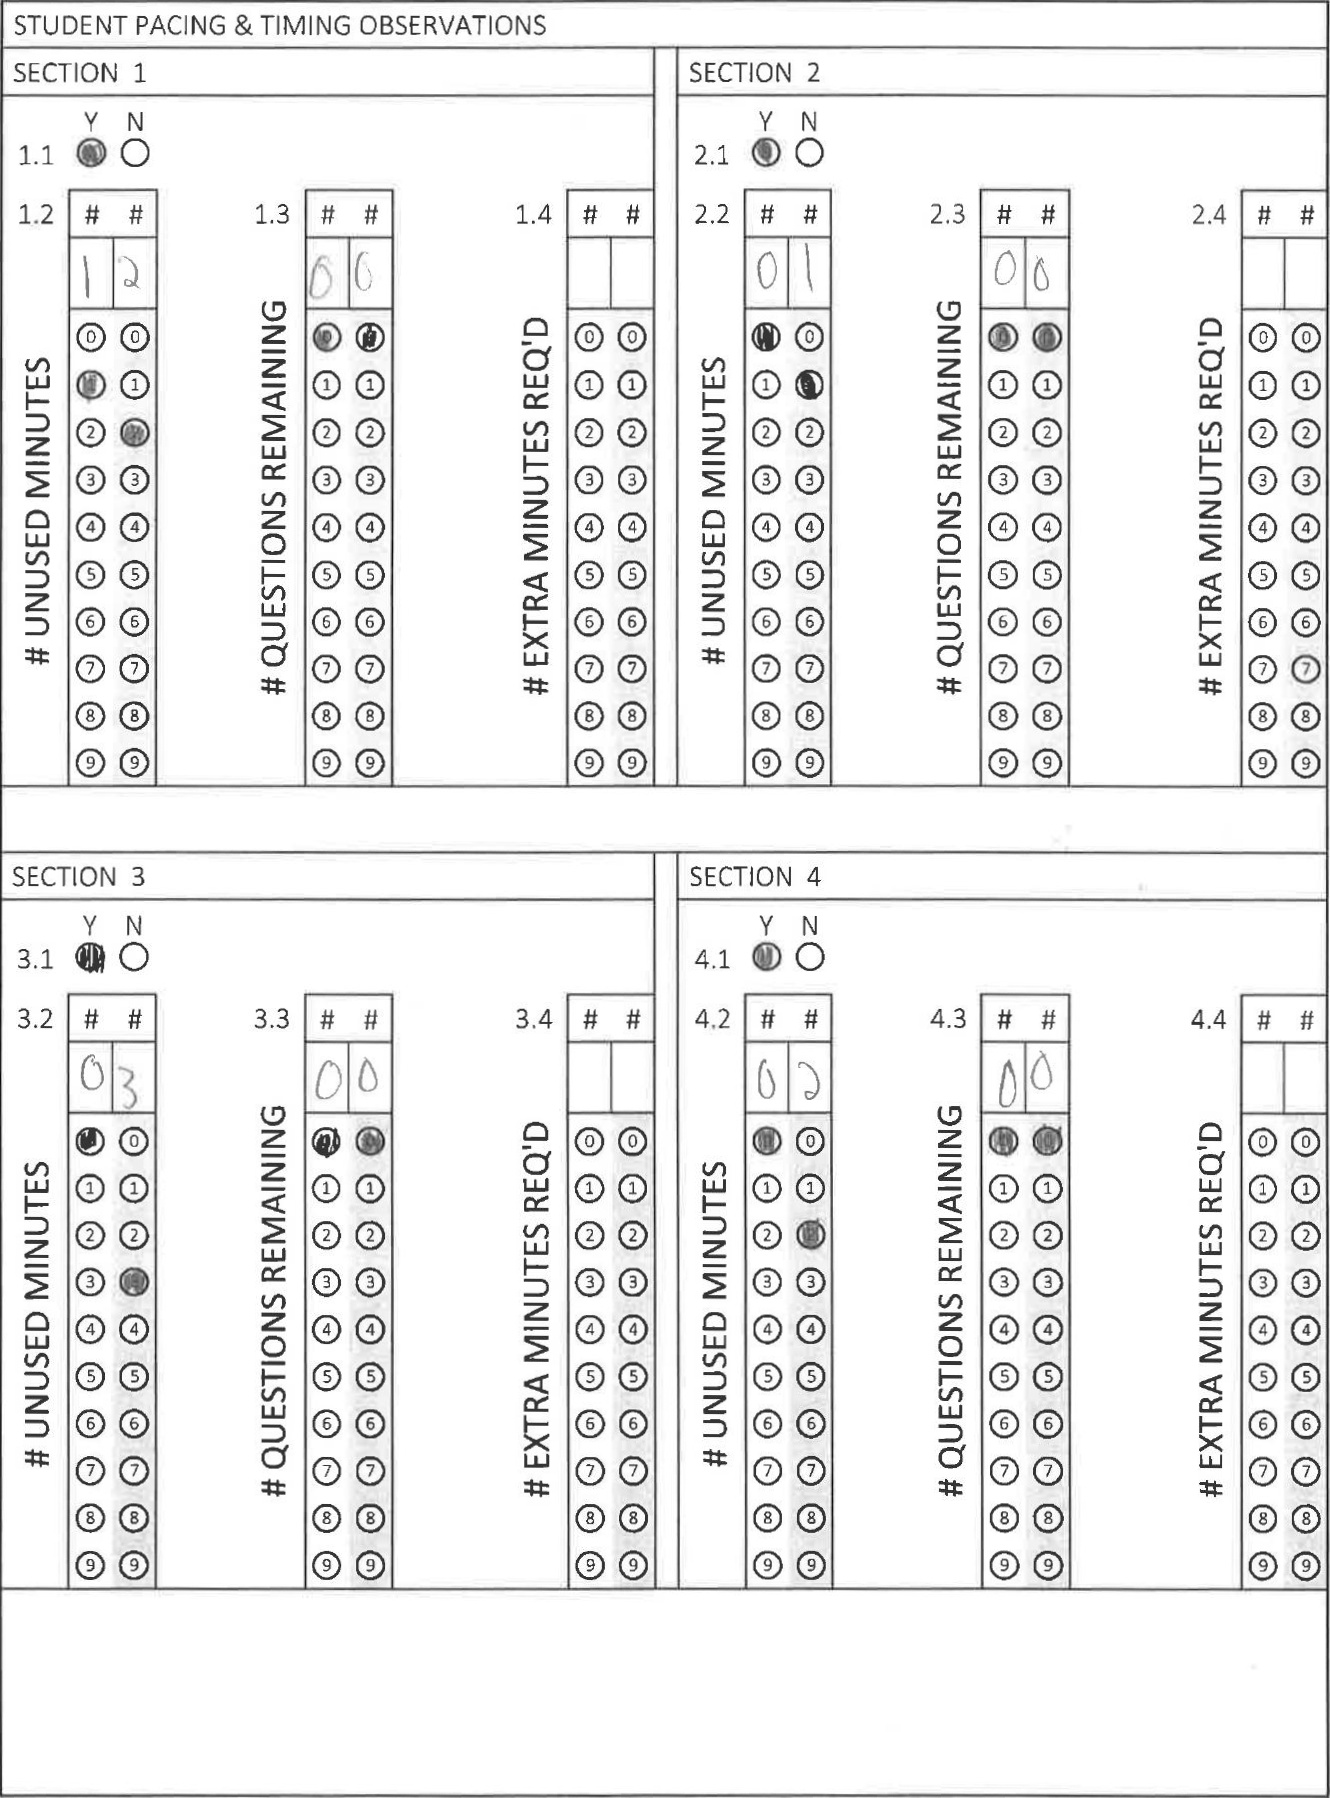 STUDENT PACING & TIMING OBSERVATIONS
SECTION 1
Y N
1.1
1.2 # # 1.3 # # 1.4 # #
1 2 0 0
# UNUSED MINUTES
# QUESTIONS REMAINING
# EXTRA MINUTES REQ'D
0 0 0 0
1 1 1 1 1
2 2 2 2 2
3 3 3 3 3 3
4 4 4 4 4 4
5 5 5 5 5 5
6 6 6 6 6 6
7 7 7 7 7 7
8 8 8 8 8 8
9 9 9 9 9 9
SECTION 2
Y N
2.1
2.2 # # 2.3 # # 2.4 # #
0 1 0 0
# UNUSED MINUTES
# QUESTIONS REMAINING
# EXTRA MINUTES REQ'D
0 0 0
1 1 1 1 1
2 2 2 2 2 2
3 3 3 3 3 3
4 4 4 4 4 4
5 5 5 5 5 5
6 6 6 6 6 6
7 7 7 7 7 7
8 8 8 8 8 8
9 9 9 9 9 9
SECTION 3
Y N
3.1
3.2 # # 3.3 # # 3.4 # #
0 3 0 0
# UNUSED MINUTES
# QUESTIONS REMAINING
# EXTRA MINUTES REQ'D
0 0 0
1 1 1 1 1 1
2 2 2 2 2 2
3 3 3 3 3
4 4 4 4 4 4
5 5 5 5 5 5
6 6 6 6 6 6
7 7 7 7 7 7
8 8 8 8 8 8
9 9 9 9 9 9
SECTION 4
Y N
4.1
4.2 # # 4.3 # # 4.4 # #
0 2 0 0
# UNUSED MINUTES
# QUESTIONS REMAINING
# EXTRA MINUTES REQ'D
0 0 0
1 1 1 1 1 1
2 2 2 2 2
3 3 3 3 3 3
4 4 4 4 4 4
5 5 5 5 5 5
6 6 6 6 6 6
7 7 7 7 7 7
8 8 8 8 8 8
9 9 9 9 9 9